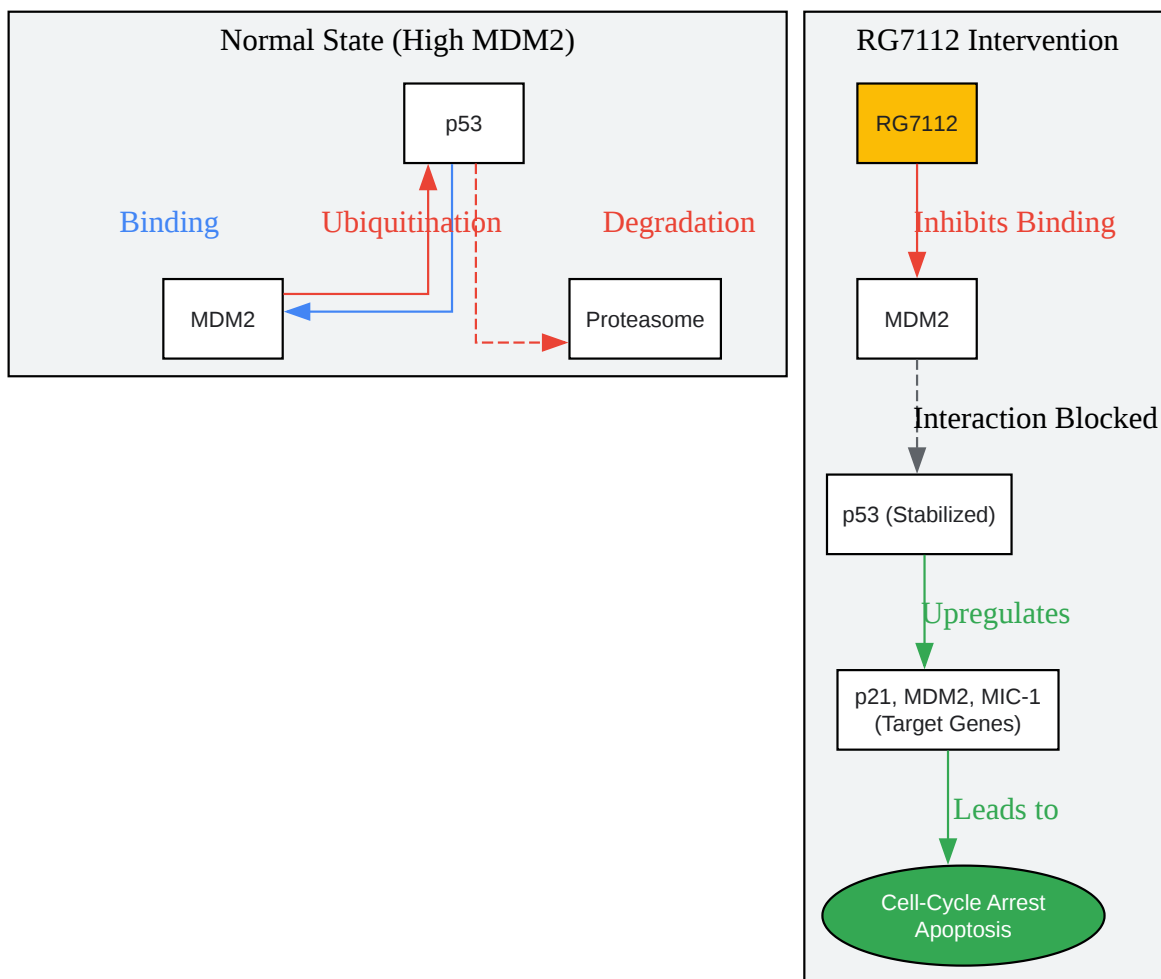 Normal State (High MDM2)
p53
Binding
Ubiquitination
Degradation
MDM2
Proteasome
RG7112 Intervention
RG7112
Inhibits Binding
MDM2
Interaction Blocked
p53 (Stabilized)
Upregulates
p21, MDM2, MIC-1
(Target Genes)
Leads to
Cell-Cycle Arrest
Apoptosis